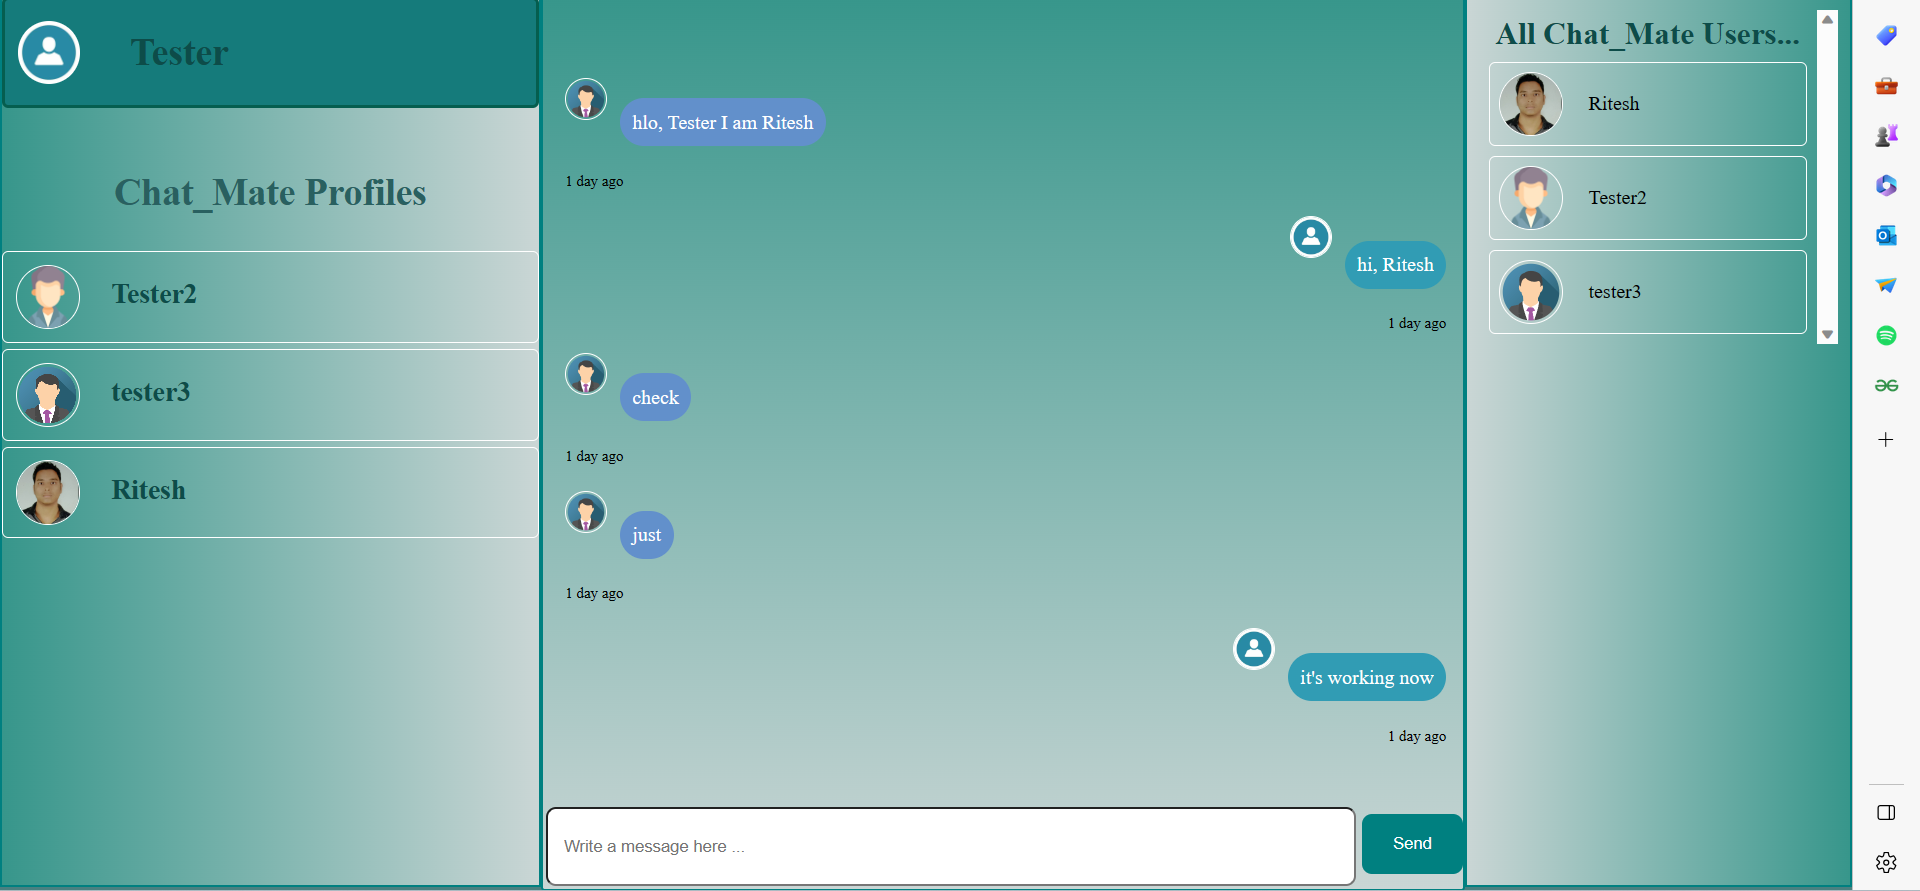 Tester
Chat_Mate Profiles
Tester2
tester3
Ritesh
hlo, Tester I am Ritesh
1 day ago
hi, Ritesh
1 day ago
check
1 day ago
just
1 day ago
it's working now
1 day ago
Write a message here ...
Send
All Chat_Mate Users...
Ritesh
Tester2
tester3